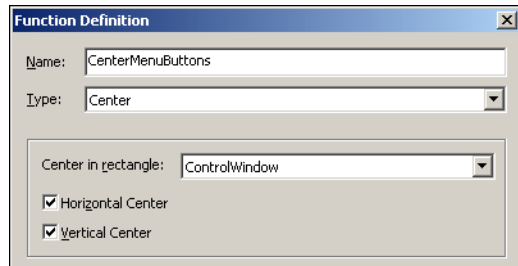 Function Definition
Name: CenterMenuButtons
Type: Center
Center in rectangle: ControlWindow
Horizontal Center
Vertical Center